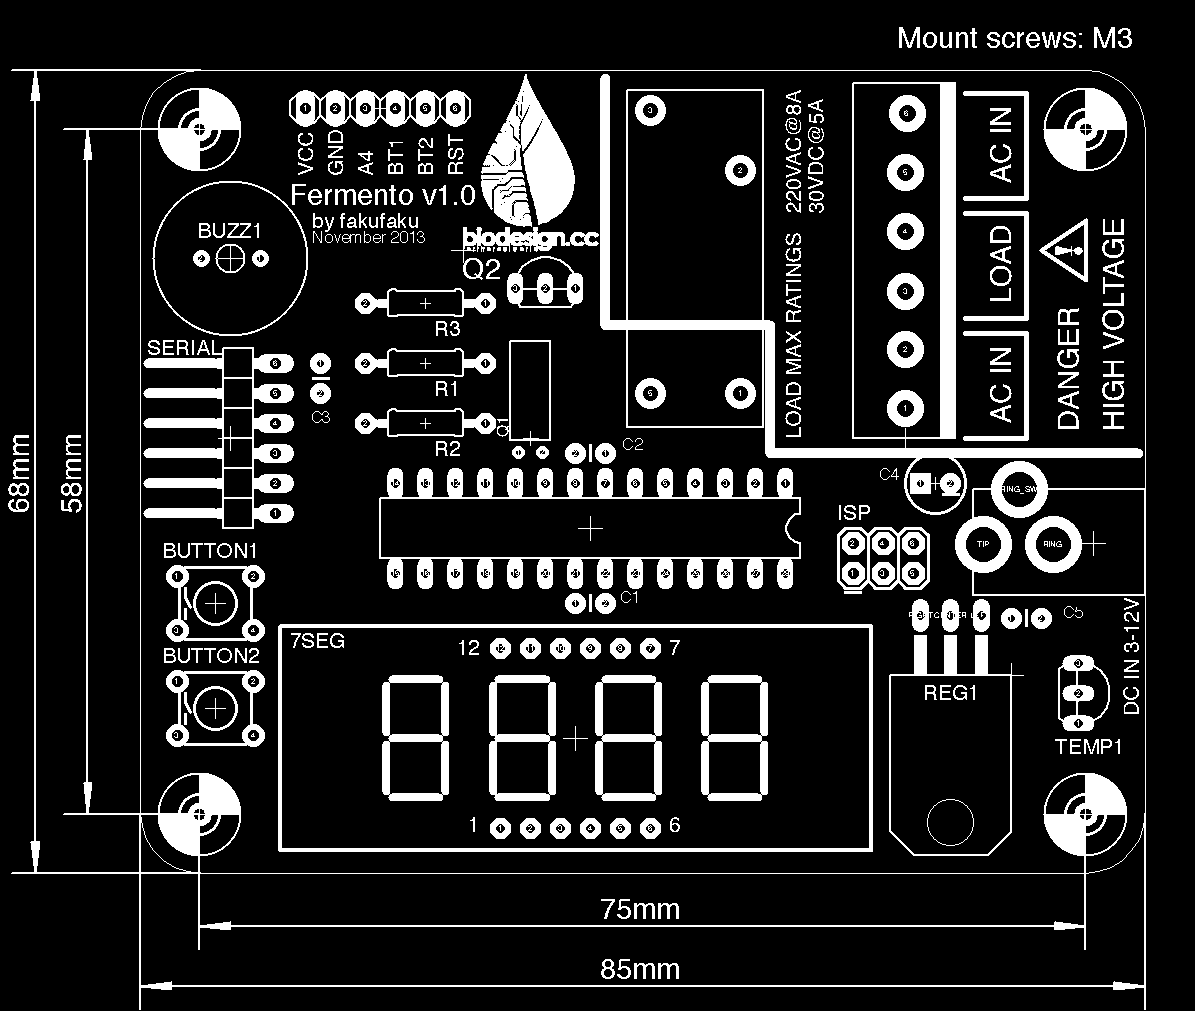 Mount screws: M3
VCC
GND
A4
BT1
BT2
RST
Fermento v1.0
by fakufaku
November 2013
biodesign.cc
Q2
BUZZ1
SERIAL
C3
R3
R1
R2
Q1
C2
LOAD MAX RATINGS 220VAC@8A
30VDC@5A
AC IN
LOAD
AC IN
DANGER
HIGH VOLTAGE
C4
RING_SW
TIP
RING
ISP
C1
C5
DC IN 3-12V
BUTTON1
BUTTON2
7SEG
12
7
1
6
REG1
TEMP1
68mm
58mm
75mm
85mm